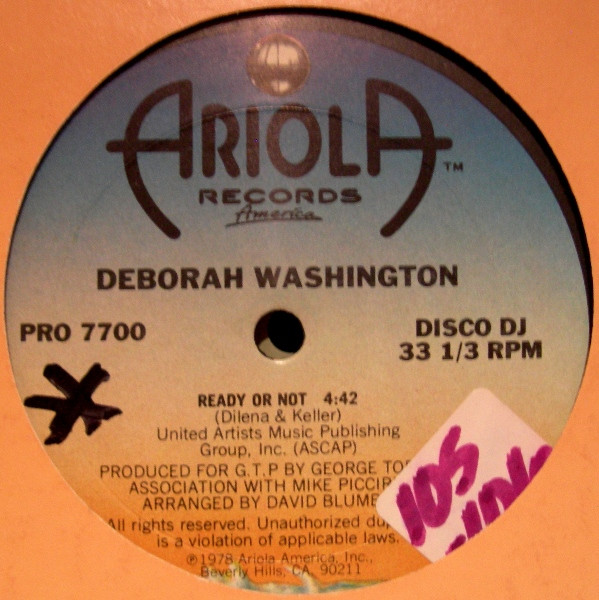 ARIOLA™
RECORDS
America
DEBORAH WASHINGTON
PRO 7700
DISCO DJ
33 1/3 RPM
READY OR NOT 4:42
(Dilena & Keller)
United Artists Music Publishing
Group, Inc. (ASCAP)
PRODUCED FOR G.T.P BY GEORGE
ASSOCIATION WITH MIKE
ARRANGED BY DAVID
All rights reserved. Unauthorized
is a violation of applicable laws.
℗1978 Ariola America, Inc.,
Beverly Hills, CA. 90211